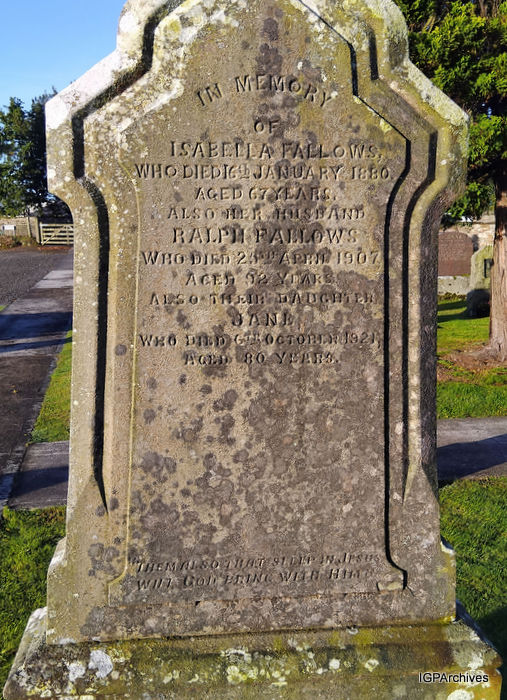 IN MEMORY
OF
ISABELLA FALLOWS,
WHO DIED 16TH JANUARY 1880,
AGED 67 YEARS.
ALSO HER HUSBAND
RALPH FALLOWS
WHO DIED 23RD APRIL 1907
AGED 92 YEARS.
ALSO THEIR DAUGHTER
JANE,
WHO DIED 6TH OCTOBER 1921,
AGED 80 YEARS.
"THEM ALSO THAT SLEEP IN JESUS
WILL GOD BRING WITH HIM"
IGPArchives